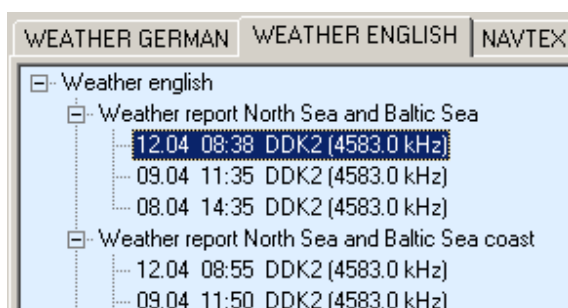 WEATHER GERMAN WEATHER ENGLISH NAVTEX
Weather english
Weather report North Sea and Baltic Sea
12.04 08:38 DDK2 (4583.0 kHz)
09.04 11:35 DDK2 (4583.0 kHz)
08.04 14:35 DDK2 (4583.0 kHz)
Weather report North Sea and Baltic Sea coast
12.04 08:55 DDK2 (4583.0 kHz)
09.04 11:50 DDK2 (4583.0 kHz)